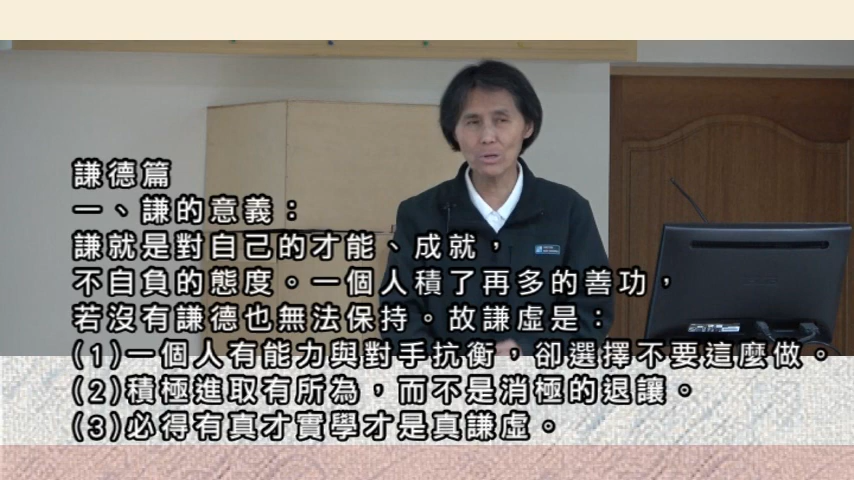 謙德篇
一、謙的意義：
謙就是對自己的才能、成就，
不自負的態度。一個人積了再多的善功，
若沒有謙德也無法保持。故謙虛是：
(1)一個人有能力與對手抗衡，卻選擇不要這麼做。
(2)積極進取有所為，而不是消極的退讓。
(3)必得有真才實學才是真謙虛。